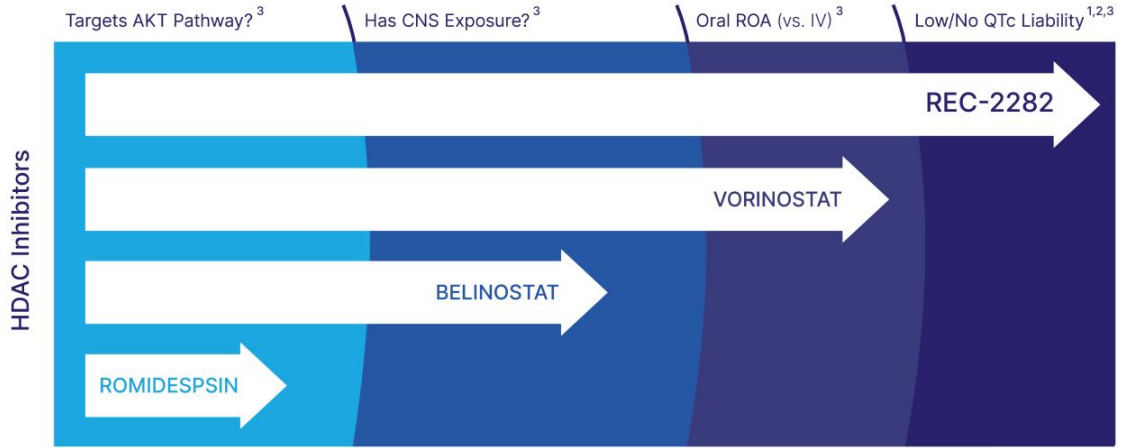 Targets AKT Pathway? 3
Has CNS Exposure? 3
Oral ROA (vs. IV) 3
Low/No QTc Liability 1,2,3
HDAC Inhibitors
REC-2282
VORINOSTAT
BELINOSTAT
ROMIDESPSIN